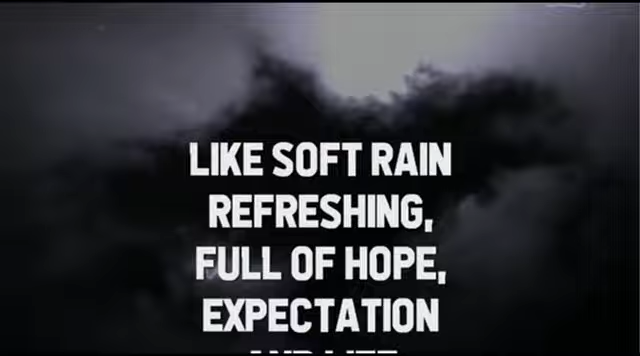 LIKE SOFT RAIN
REFRESHING,
FULL OF HOPE,
EXPECTATION